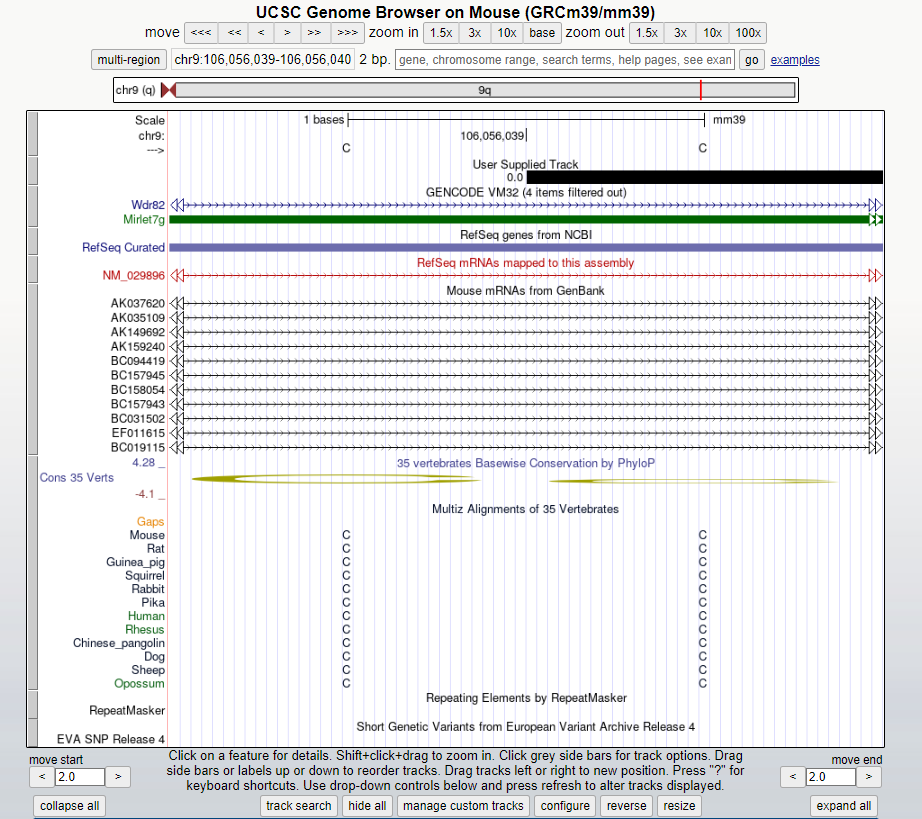 UCSC Genome Browser on Mouse (GRCm39/mm39)
move <<< << < > >> >>> zoom in 1.5x 3x 10x base zoom out 1.5x 3x 10x 100x
multi-region chr9:106,056,039-106,056,040 2 bp. gene, chromosome range, search terms, help pages, see exan go examples
chr9 (q) 9q
Scale 1 bases mm39
chr9: 106,056,039
---> C C
User Supplied Track
0.0
GENCODE VM32 (4 items filtered out)
Wdr82
Mirlet7g
RefSeq genes from NCBI
RefSeq Curated
RefSeq mRNAs mapped to this assembly
NM_029896
Mouse mRNAs from GenBank
AK037620
AK035109
AK149692
AK159240
BC094419
BC157945
BC158054
BC157943
BC031502
EF011615
BC019115
4.28 _ 35 vertebrates Basewise Conservation by PhyloP
Cons 35 Verts
-4.1 _
Multiz Alignments of 35 Vertebrates
Gaps
Mouse C C
Rat C C
Guinea_pig C C
Squirrel C C
Rabbit C C
Pika C C
Human C C
Rhesus C C
Chinese_pangolin C C
Dog C C
Sheep C C
Opossum C C
Repeating Elements by RepeatMasker
RepeatMasker
Short Genetic Variants from European Variant Archive Release 4
EVA SNP Release 4
move start Click on a feature for details. Shift+click+drag to zoom in. Click grey side bars for track options. Drag move end
< 2.0 > side bars or labels up or down to reorder tracks. Drag tracks left or right to new position. Press "?" for < 2.0 >
keyboard shortcuts. Use drop-down controls below and press refresh to alter tracks displayed.
collapse all track search hide all manage custom tracks configure reverse resize expand all